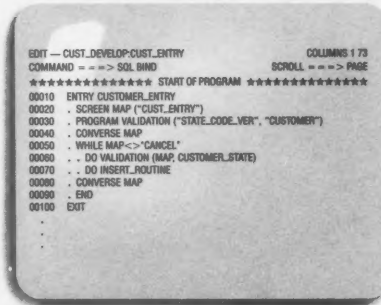 EDIT — CUST_DEVELOP:CUST_ENTRY COLUMNS 1 73
COMMAND = = = > SQL BIND SCROLL = = = > PAGE
★★★★★★★★★★★★★★ START OF PROGRAM ★★★★★★★★★★★★★★
00010 ENTRY CUSTOMER_ENTRY
00020 . SCREEN MAP ("CUST_ENTRY")
00030 . PROGRAM VALIDATION ("STATE_CODE_VER", "CUSTOMER")
00040 . CONVERSE MAP
00050 . WHILE MAP<>"CANCEL"
00060 . . DO VALIDATION (MAP, CUSTOMER_STATE)
00070 . . DO INSERT_ROUTINE
00080 . CONVERSE MAP
00090 . END
00100 EXIT
.
.
.